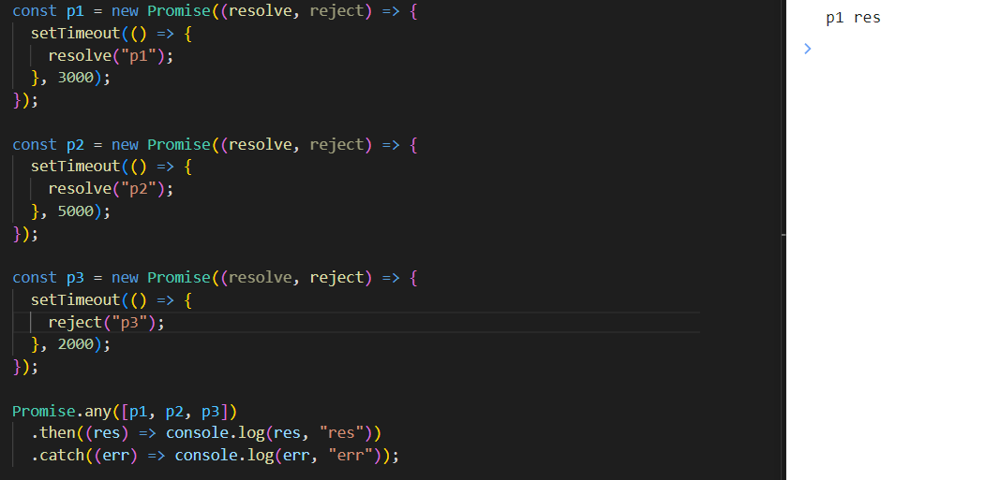 const p1 = new Promise((resolve, reject) => {
  setTimeout(() => {
    resolve("p1");
  }, 3000);
});

const p2 = new Promise((resolve, reject) => {
  setTimeout(() => {
    resolve("p2");
  }, 5000);
});

const p3 = new Promise((resolve, reject) => {
  setTimeout(() => {
    reject("p3");
  }, 2000);
});

Promise.any([p1, p2, p3])
  .then((res) => console.log(res, "res"))
  .catch((err) => console.log(err, "err"));
p1 res
>